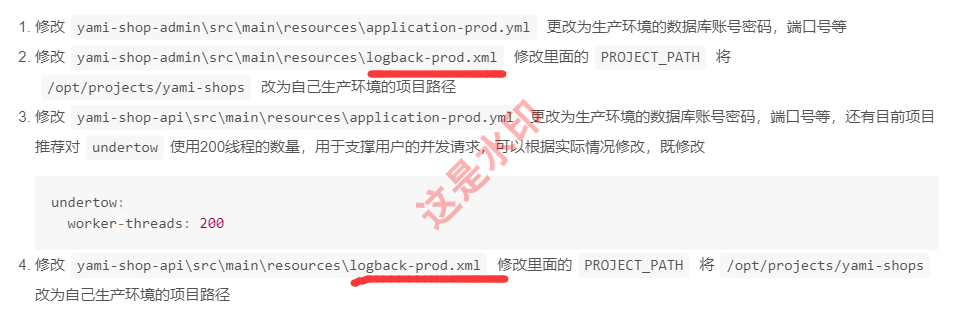 1. 修改 yami-shop-admin\src\main\resources\application-prod.yml 更改为生产环境的数据库账号密码，端口号等
2. 修改 yami-shop-admin\src\main\resources\logback-prod.xml 修改里面的 PROJECT_PATH 将
/opt/projects/yami-shops 改为自己生产环境的项目路径
3. 修改 yami-shop-api\src\main\resources\application-prod.yml 更改为生产环境的数据库账号密码，端口号等，还有目前项目
推荐对 undertow 使用200线程的数量，用于支撑用户的并发请求，可以根据实际情况修改，既修改
undertow:
  worker-threads: 200
4. 修改 yami-shop-api\src\main\resources\logback-prod.xml 修改里面的 PROJECT_PATH 将 /opt/projects/yami-shops
改为自己生产环境的项目路径
这是水印